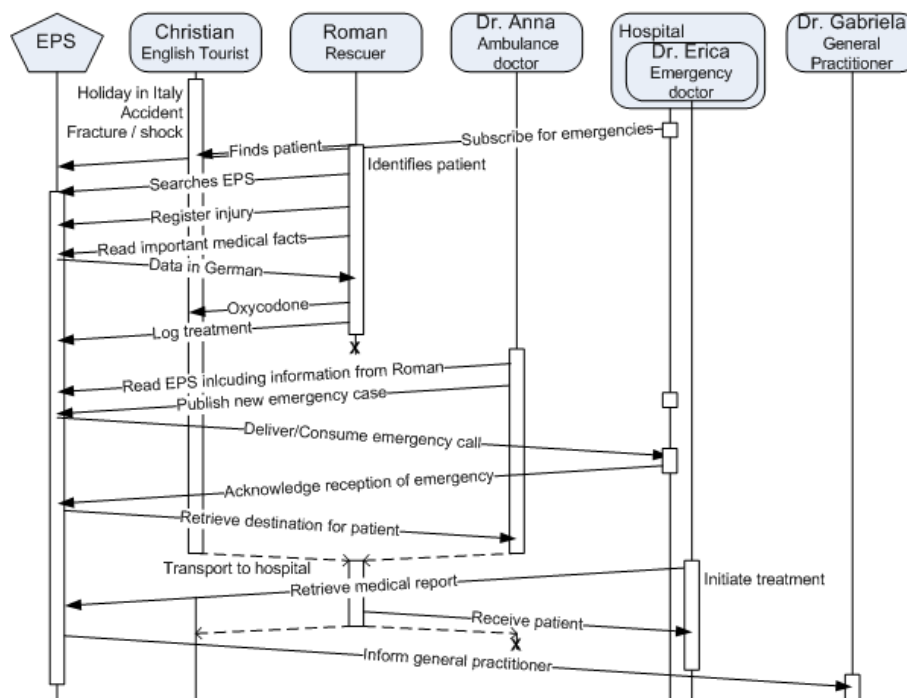 EPS
Christian
English Tourist
Roman
Rescuer
Dr. Anna
Ambulance
doctor
Hospital
Dr. Erica
Emergency
doctor
Dr. Gabriela
General
Practitioner
Holiday in Italy
Accident
Fracture / shock
Subscribe for emergencies
Finds patient
Identifies patient
Searches EPS
Register injury
Read important medical facts
Data in German
Oxycodone
Log treatment
X
Read EPS inlcuding information from Roman
Publish new emergency case
Deliver/Consume emergency call
Acknowledge reception of emergency
Retrieve destination for patient
Transport to hospital
Retrieve medical report
Initiate treatment
Receive patient
X
Inform general practitioner